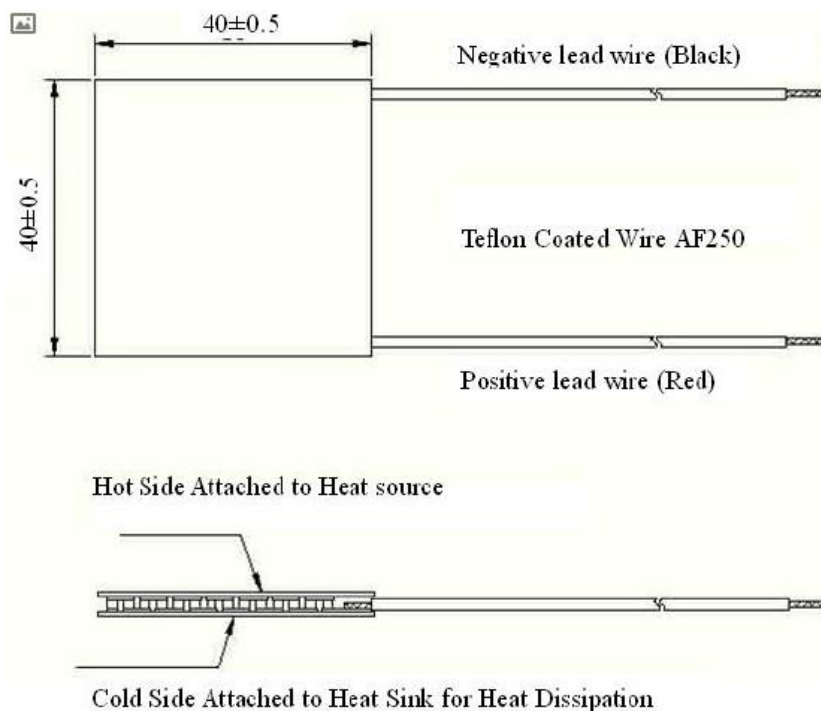 40±0.5
Negative lead wire (Black)
40±0.5
Teflon Coated Wire AF250
Positive lead wire (Red)
Hot Side Attached to Heat source
Cold Side Attached to Heat Sink for Heat Dissipation